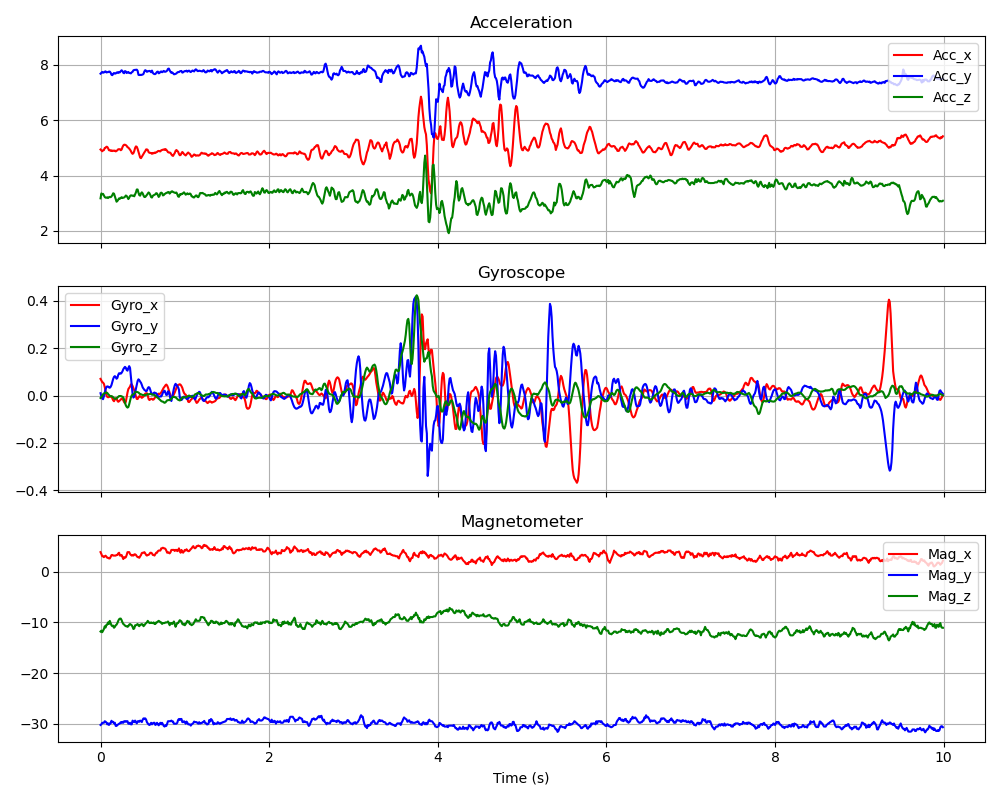 Acceleration
8
6
4
2
Acc_x
Acc_y
Acc_z
Gyroscope
0.4
0.2
0.0
−0.2
−0.4
Gyro_x
Gyro_y
Gyro_z
Magnetometer
0
−10
−20
−30
Mag_x
Mag_y
Mag_z
0 2 4 6 8 10
Time (s)